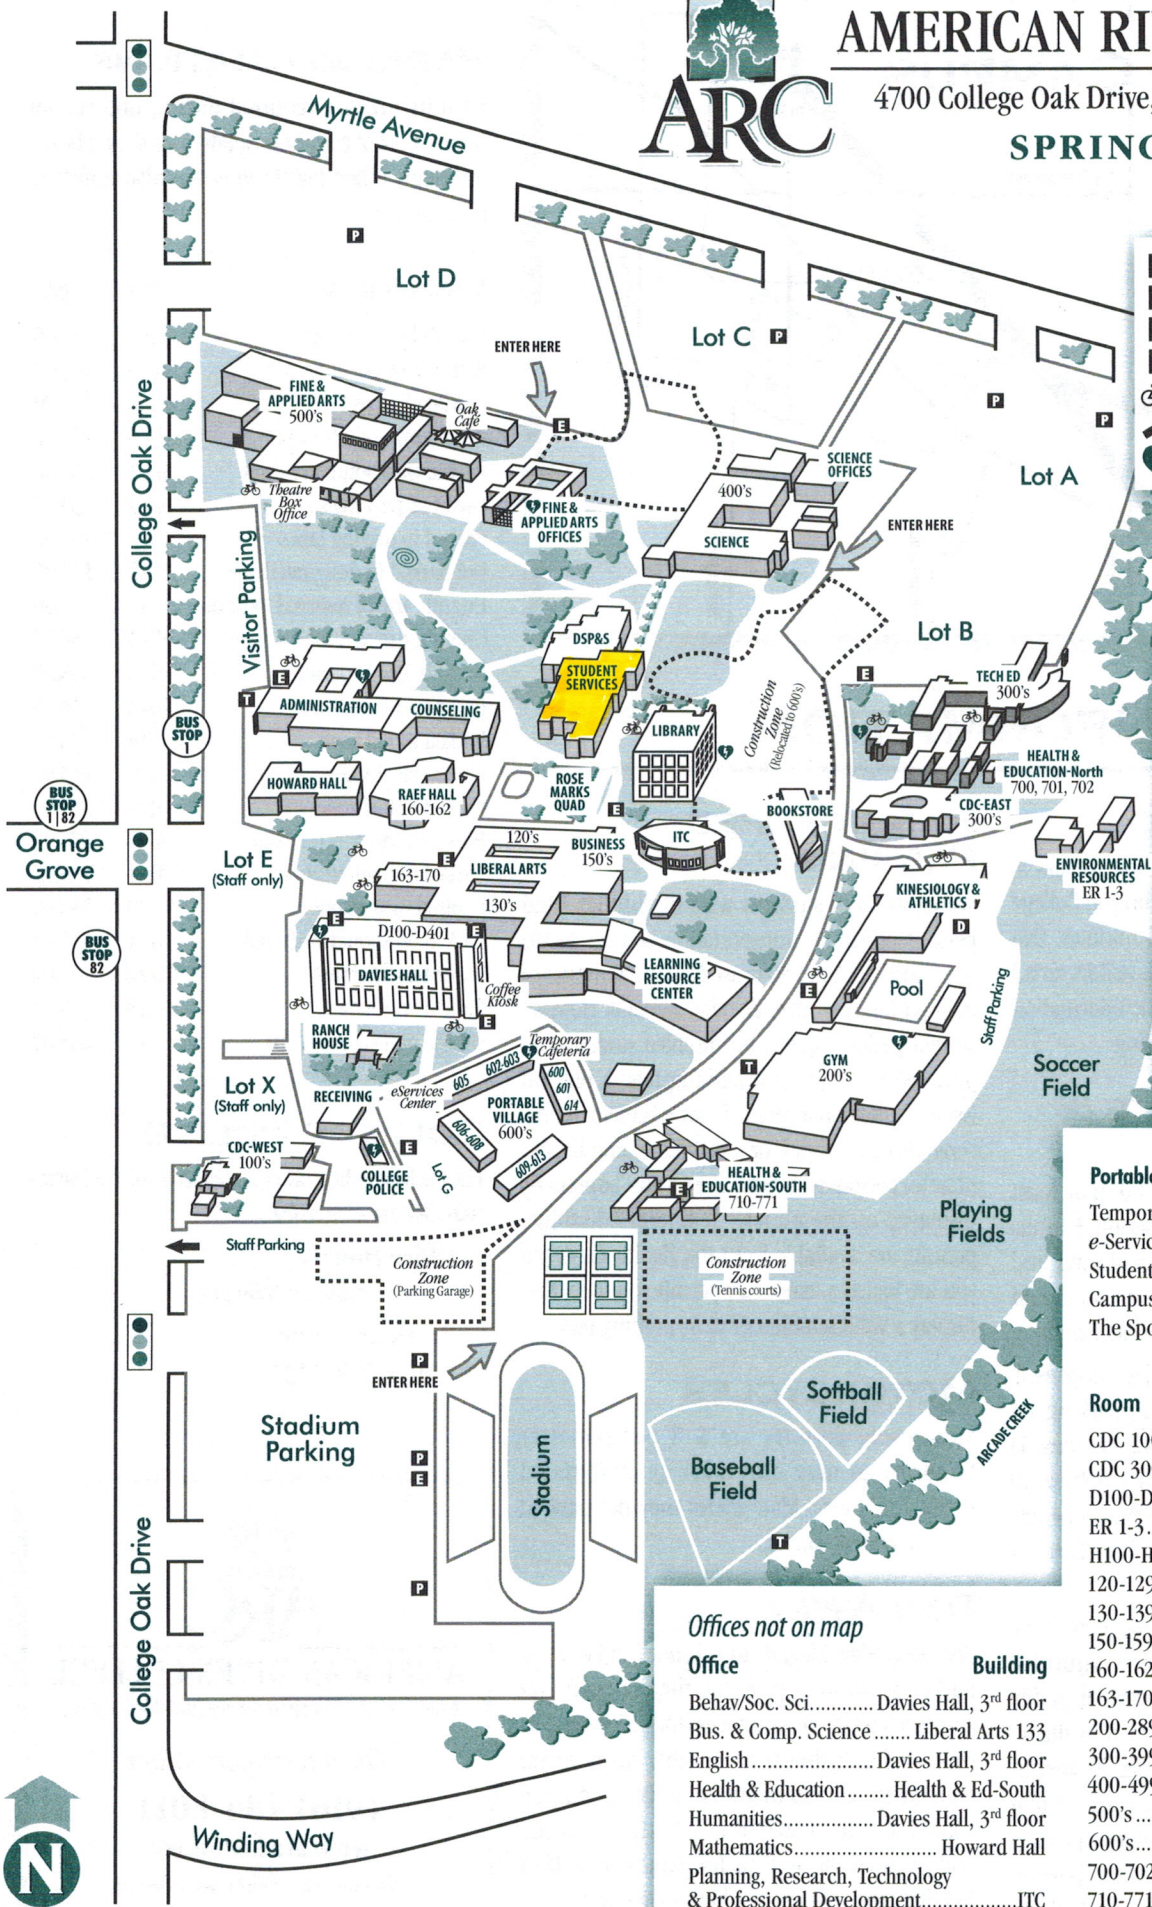 AMERICAN RI
ARC
4700 College Oak Drive,
SPRING
Myrtle Avenue
P
Lot D
Lot C P
ENTER HERE
P
P
Lot A
College Oak Drive
FINE &
APPLIED ARTS
500's
Oak
Café
E
Theatre
Box
Office
FINE &
APPLIED ARTS
OFFICES
SCIENCE
OFFICES
400's
SCIENCE
ENTER HERE
Visitor Parking
DSP&S
STUDENT
SERVICES
Lot B
E
E
T
ADMINISTRATION
COUNSELING
LIBRARY
Construction
Zone
(Relocated to 600's)
TECH ED
300's
BUS
STOP
1
HEALTH &
EDUCATION-North
700, 701, 702
HOWARD HALL
RAEF HALL
160-162
ROSE
MARKS
QUAD
E
BOOKSTORE
CDC-EAST
300's
BUS
STOP
1|82
Orange
Grove
Lot E
(Staff only)
120's
BUSINESS
150's
ITC
E
LIBERAL ARTS
163-170
130's
ENVIRONMENTAL
RESOURCES
ER 1-3
KINESIOLOGY &
ATHLETICS
D
BUS
STOP
82
E
D100-D401
E
DAVIES HALL
Coffee
Kiosk
E
LEARNING
RESOURCE
CENTER
E
Pool
Staff Parking
RANCH
HOUSE
Temporary
Cafeteria
605
602-603
600
601
614
T
GYM
200's
Soccer
Field
Lot X
(Staff only)
RECEIVING
eServices
Center
PORTABLE
VILLAGE
600's
606-608
609-613
CDC-WEST
100's
E
COLLEGE
POLICE
Lot G
HEALTH &
EDUCATION-SOUTH
710-771
E
Playing
Fields
Staff Parking
Construction
Zone
(Parking Garage)
Construction
Zone
(Tennis courts)
P
ENTER HERE
Stadium
Parking
P
E
P
Stadium
Softball
Field
Baseball
Field
ARCADE CREEK
T
College Oak Drive
Winding Way
N
Portable
Tempor
e-Servic
Student
Campus
The Spo
Room
CDC 100
CDC 30
D100-D
ER 1-3.
H100-H
120-129
130-139
150-159
160-162
163-170
200-289
300-399
400-499
500's ...
600's...
700-702
710-771
Offices not on map
Office Building
Behav/Soc. Sci............ Davies Hall, 3rd floor
Bus. & Comp. Science ....... Liberal Arts 133
English ....................... Davies Hall, 3rd floor
Health & Education ........ Health & Ed-South
Humanities................. Davies Hall, 3rd floor
Mathematics........................... Howard Hall
Planning, Research, Technology
& Professional Development..................ITC